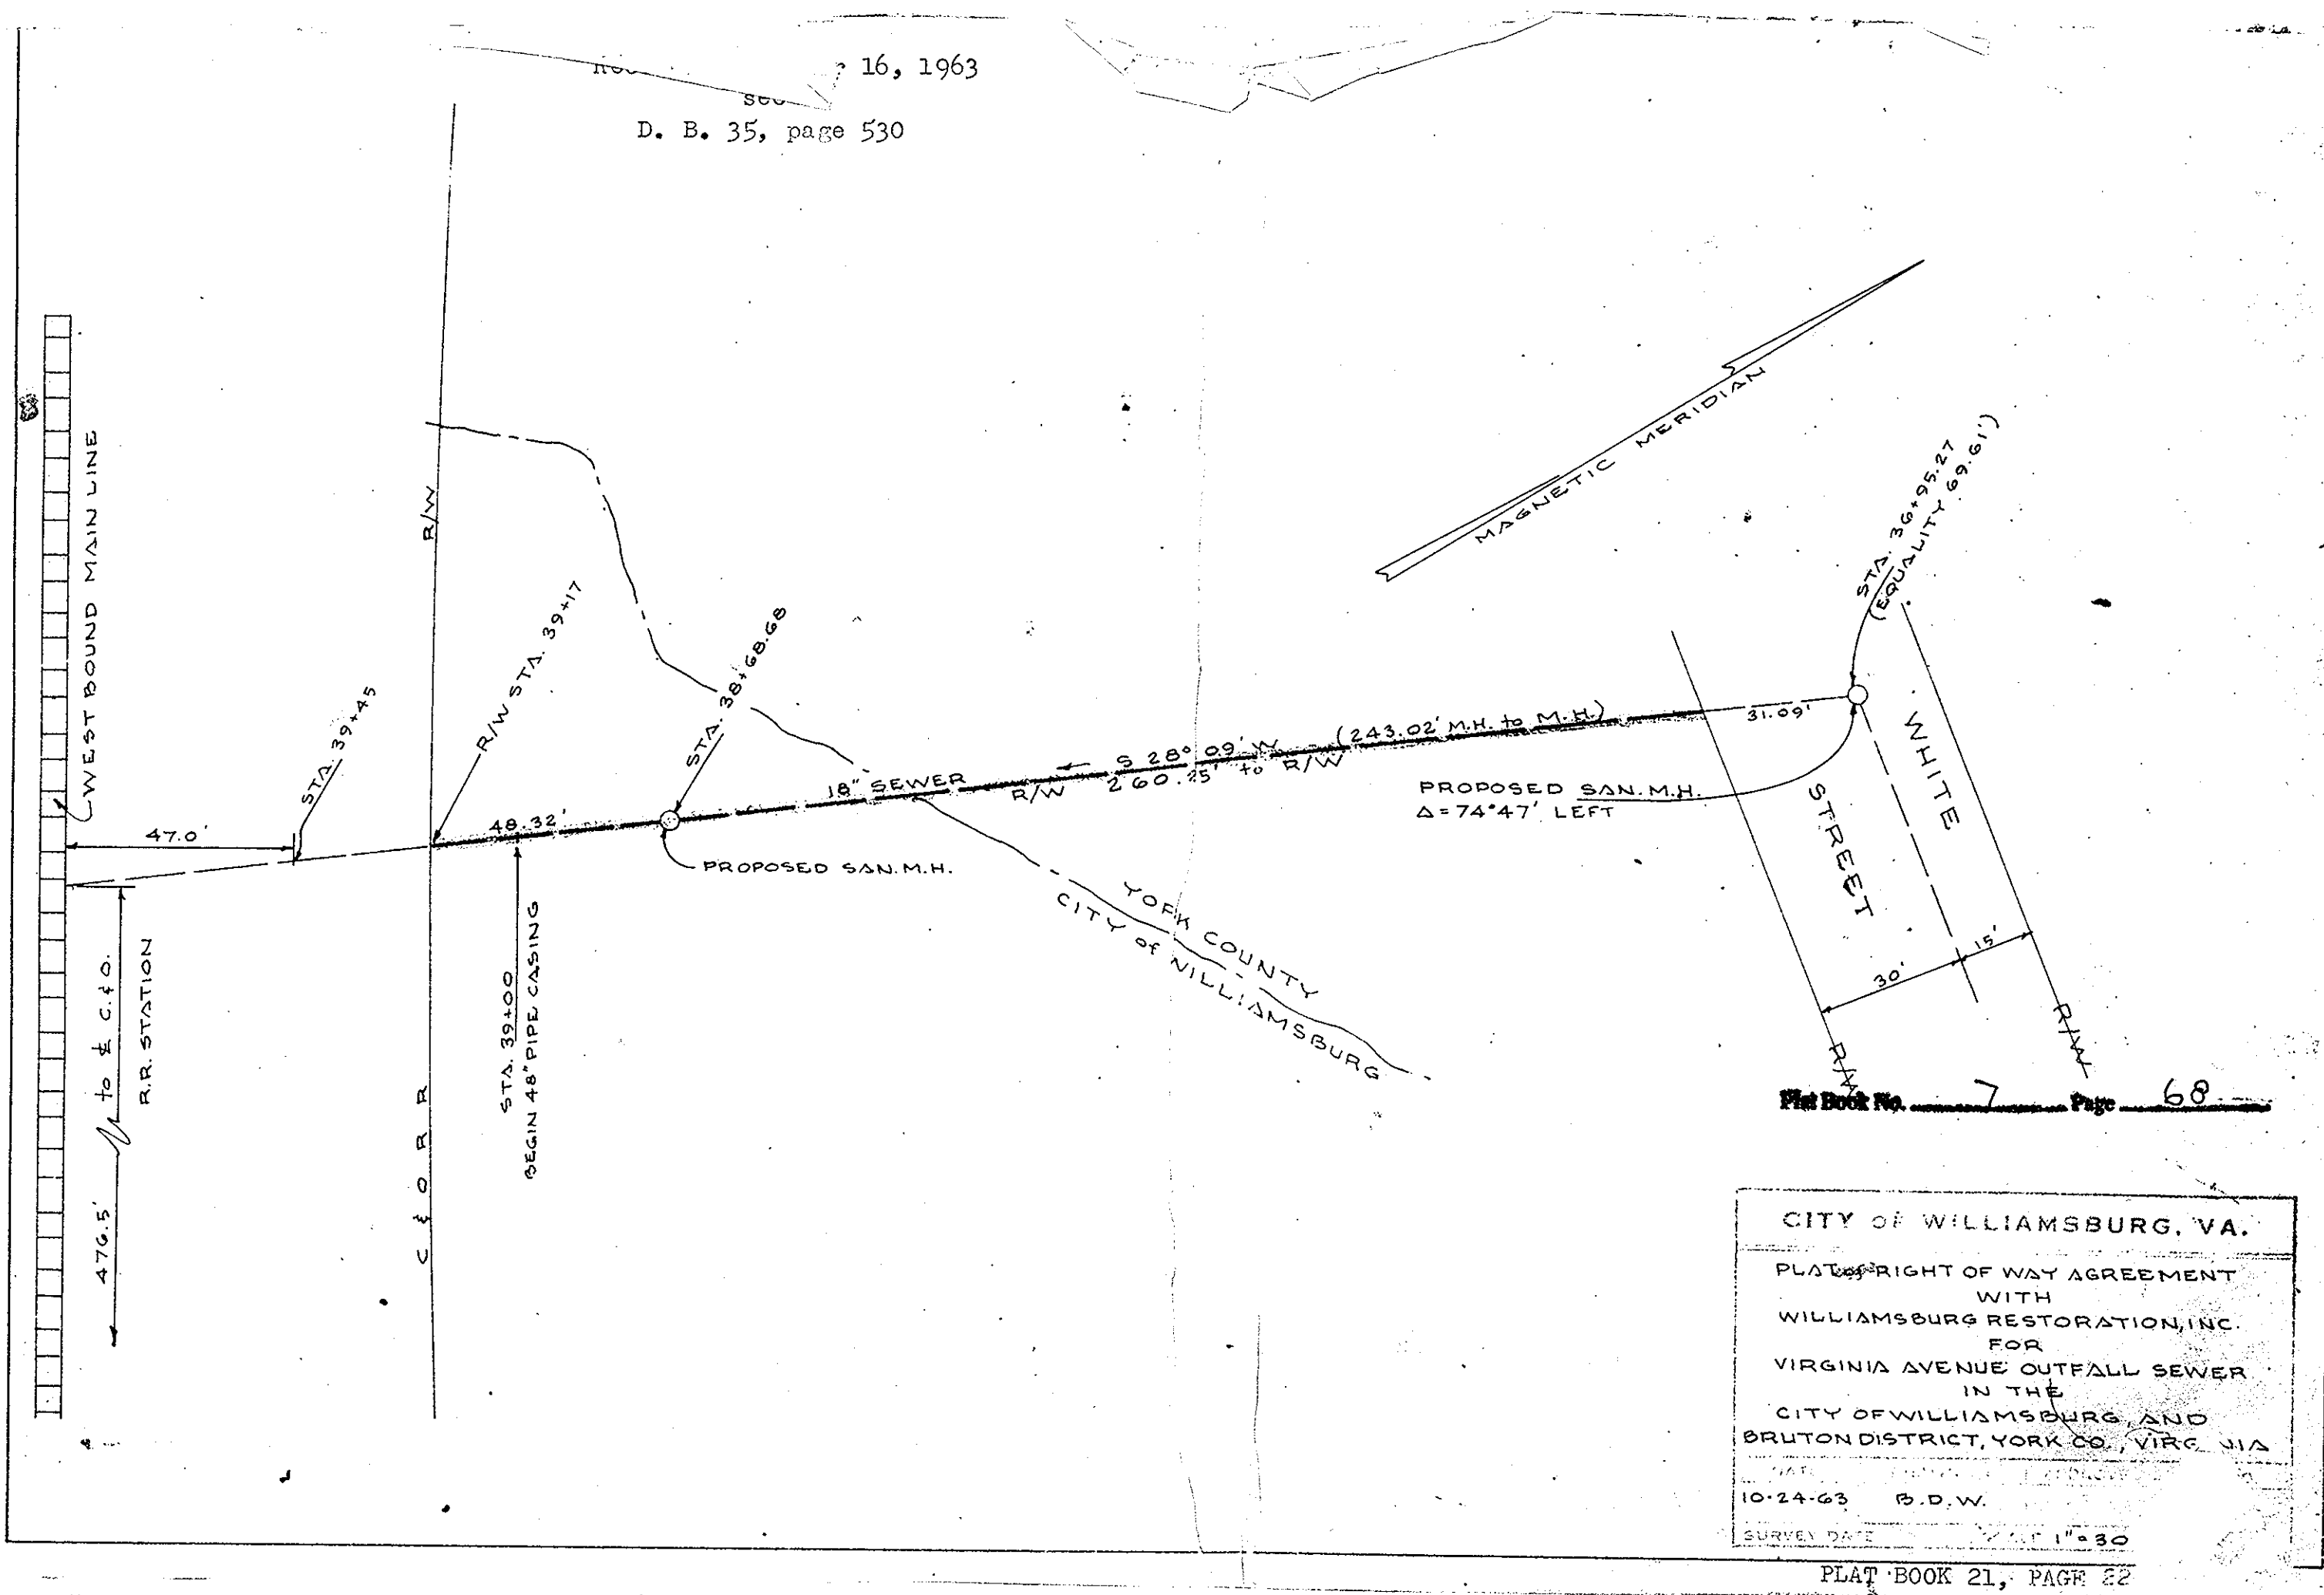 16, 1963
D. B. 35, page 530
WEST BOUND MAIN LINE
R/W
MAGNETIC MERIDIAN
STA. 36+95.27
(EQUALITY 69.61')
STA. 39+45
R/W STA. 39+17
STA. 38+68.68
47.0'
48.32'
18" SEWER
R/W
S 28° 09' W
260.25' to R/W
(243.02' M.H. to M.H.)
31.09'
PROPOSED SAN. M.H.
PROPOSED SAN. M.H.
Δ = 74°47' LEFT
WHITE
STREET
YORK COUNTY
CITY of WILLIAMSBURG
30'
15'
R/W
R/W
476.5' to ℄ C. & O.
R.R. STATION
C & O R R
STA. 39+00
BEGIN 48" PIPE CASING
Plat Book No. 7 Page 68
CITY OF WILLIAMSBURG, VA.
PLAT of RIGHT OF WAY AGREEMENT
WITH
WILLIAMSBURG RESTORATION, INC.
FOR
VIRGINIA AVENUE OUTFALL SEWER
IN THE
CITY OF WILLIAMSBURG, AND
BRUTON DISTRICT, YORK CO., VIRGINIA
DATE
10-24-63 B.D.W.
SURVEY DATE 1" = 30
PLAT BOOK 21, PAGE 22